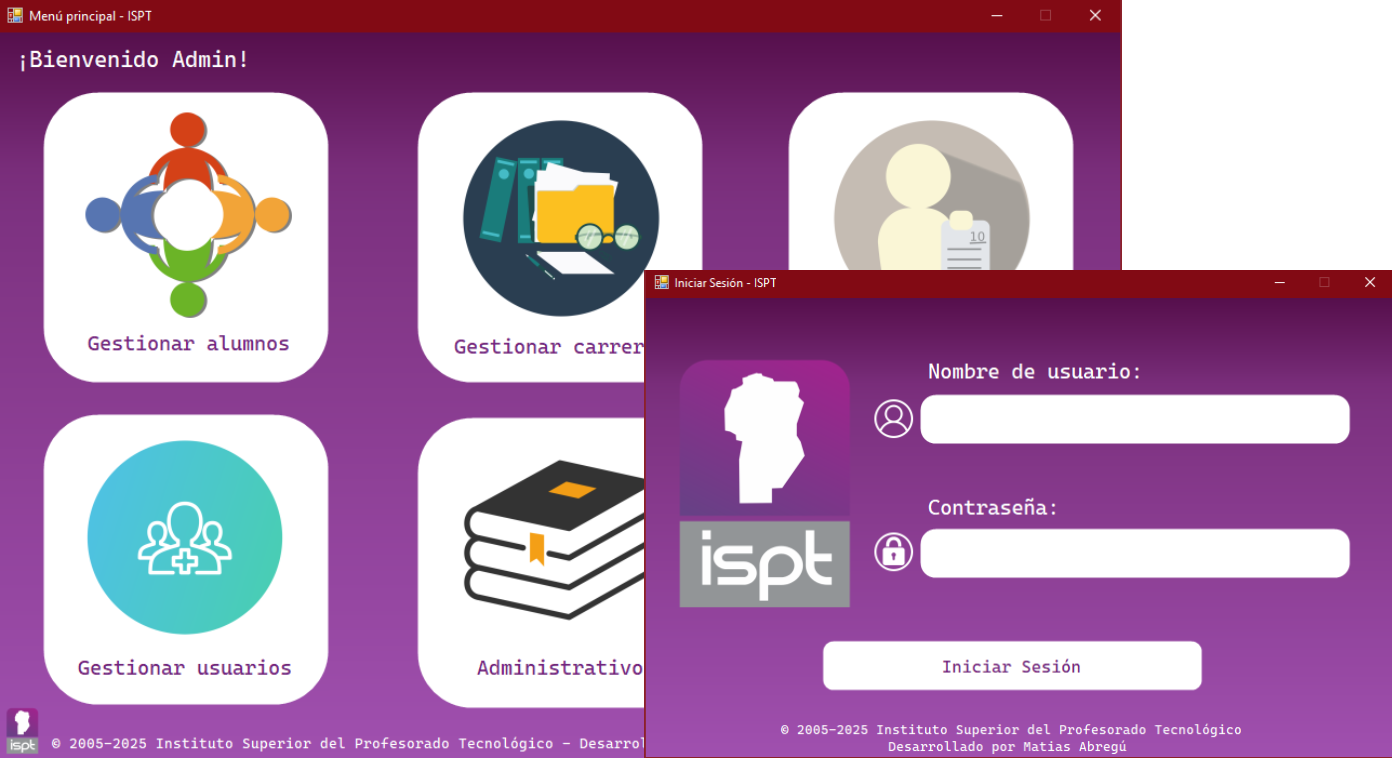 Menú principal - ISPT
¡Bienvenido Admin!
10
Gestionar alumnos
Gestionar carrer
Gestionar usuarios
Administrativo
ispt
© 2005-2025 Instituto Superior del Profesorado Tecnológico - Desarrol
Iniciar Sesión - ISPT
Nombre de usuario:
Contraseña:
ispt
Iniciar Sesión
© 2005-2025 Instituto Superior del Profesorado Tecnológico
Desarrollado por Matias Abregú